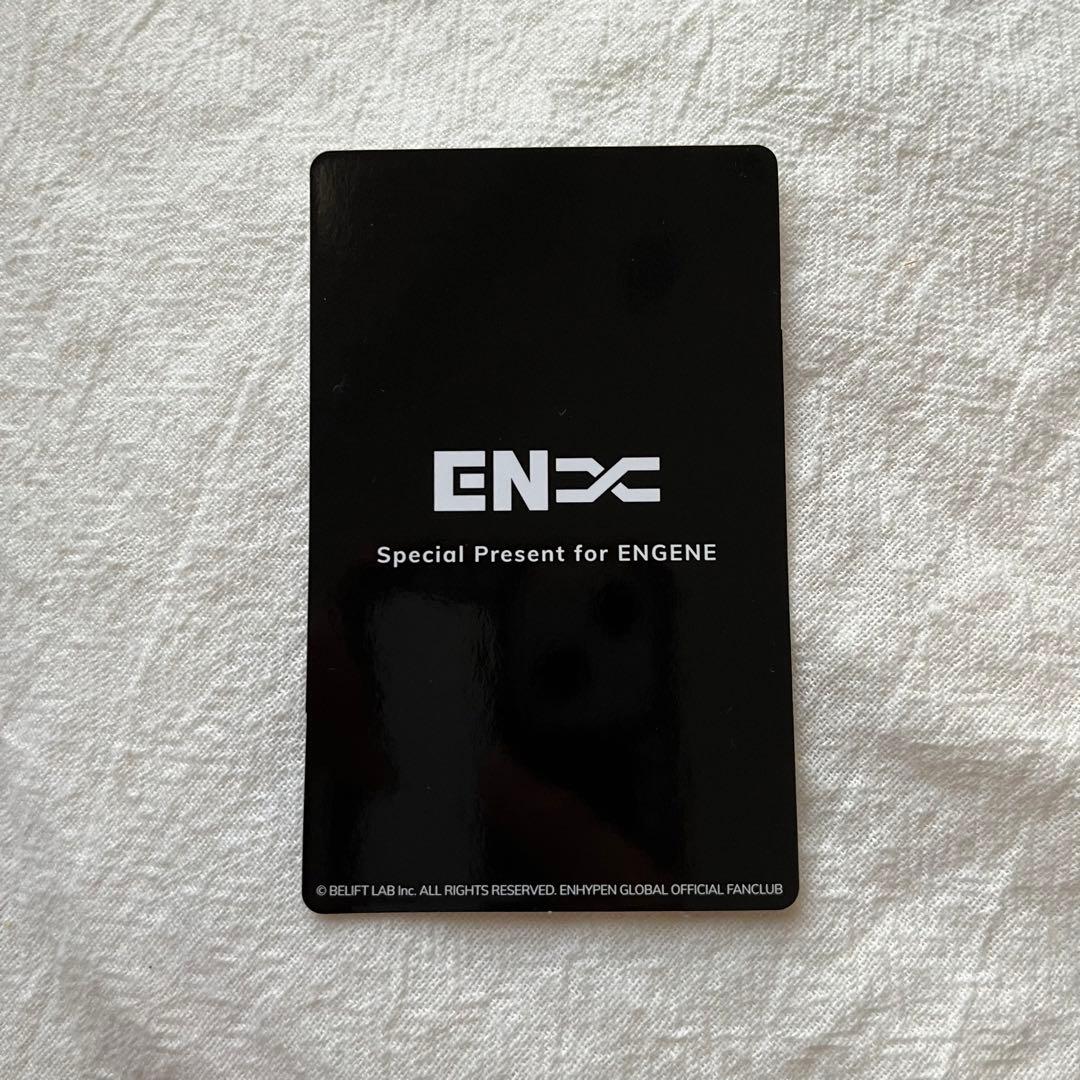 EN
Special Present for ENGENE
© BELIFT LAB Inc. ALL RIGHTS RESERVED. ENHYPEN GLOBAL OFFICIAL FANCLUB